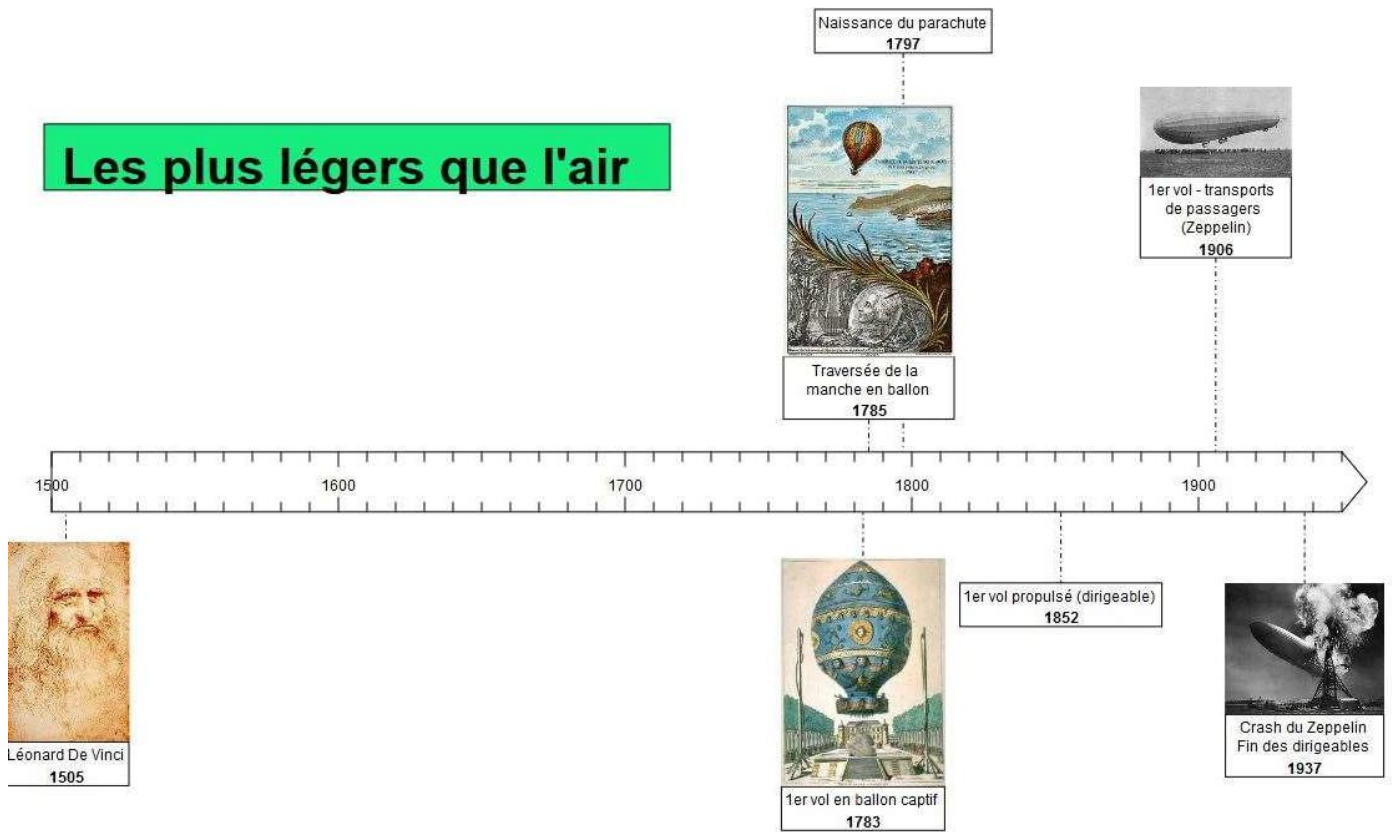 Naissance du parachute
1797
Les plus légers que l'air
1er vol - transports
de passagers
(Zeppelin)
1906
Traversée de la
manche en ballon
1785
1500
1600
1700
1800
1900
Léonard De Vinci
1505
1er vol en ballon captif
1783
1er vol propulsé (dirigeable)
1852
Crash du Zeppelin
Fin des dirigeables
1937